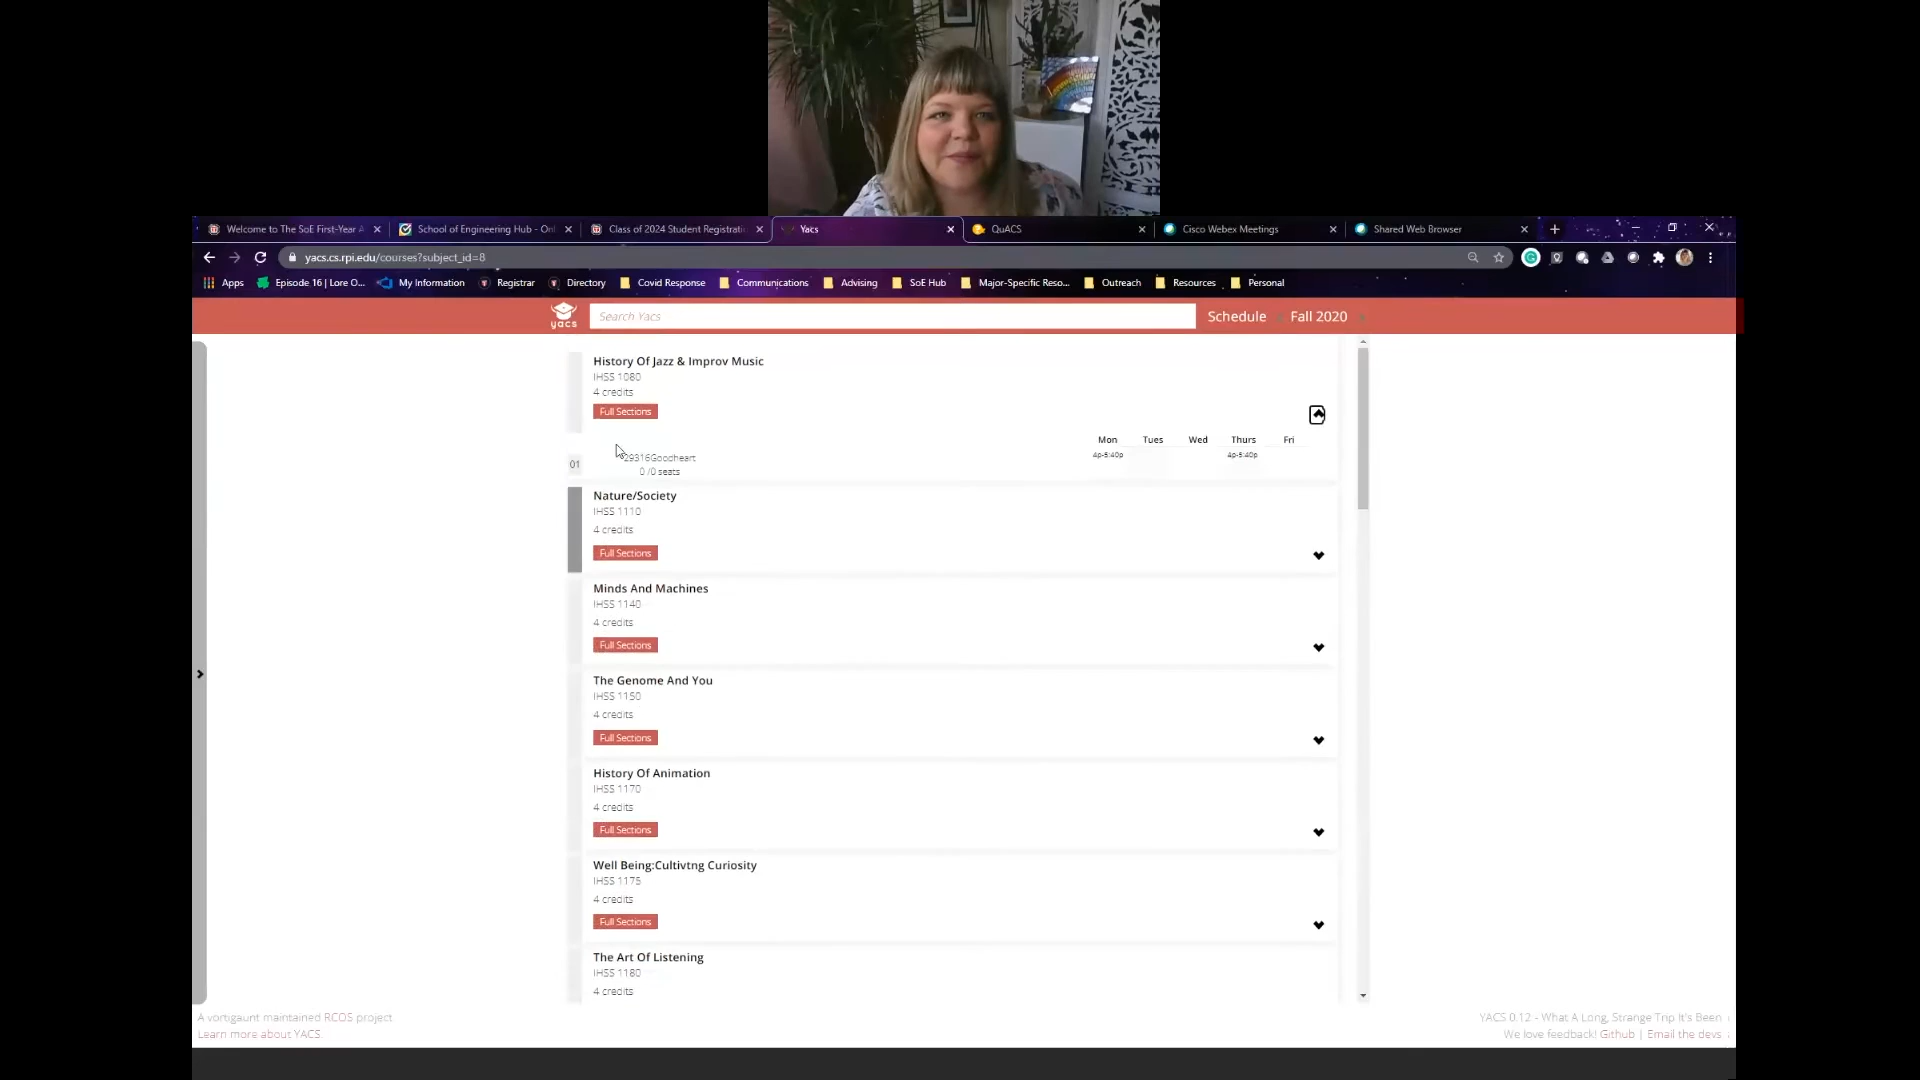 Welcome to The SoE First-Year A
School of Engineering Hub - Onl
Class of 2024 Student Registrati
Yacs
QuACS
Cisco Webex Meetings
Shared Web Browser
yacs.cs.rpi.edu/courses?subject_id=8
Apps
Episode 16 | Lore O...
My Information
Registrar
Directory
Covid Response
Communications
Advising
SoE Hub
Major-Specific Reso...
Outreach
Resources
Personal
yacs
Search Yacs
Schedule
Fall 2020
History Of Jazz & Improv Music
IHSS 1080
4 credits
Full Sections
Mon Tues Wed Thurs Fri
01
29316Goodheart
4p-5:40p 4p-5:40p
0 /0 seats
Nature/Society
IHSS 1110
4 credits
Full Sections
Minds And Machines
IHSS 1140
4 credits
Full Sections
The Genome And You
IHSS 1150
4 credits
Full Sections
History Of Animation
IHSS 1170
4 credits
Full Sections
Well Being:Cultivtng Curiosity
IHSS 1175
4 credits
Full Sections
The Art Of Listening
IHSS 1180
4 credits
A vortigaunt maintained RCOS project.
Learn more about YACS.
YACS 0.12 - What A Long, Strange Trip It's Been
We love feedback! Github | Email the devs